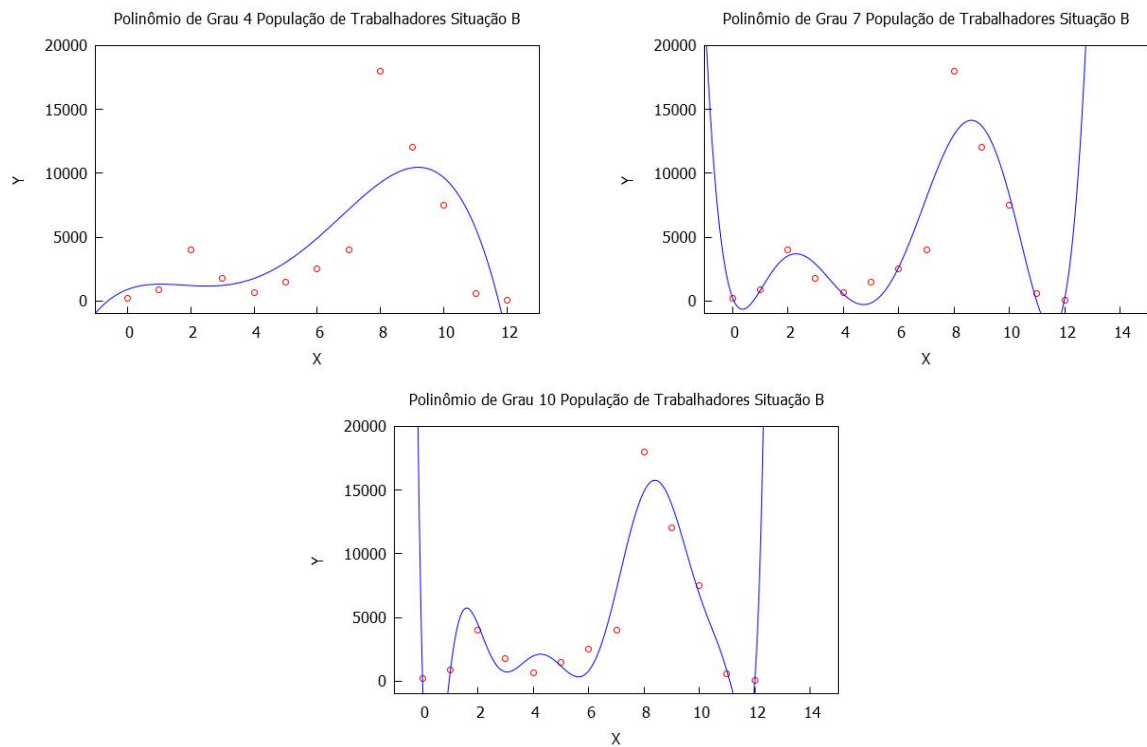 Polinômio de Grau 4 População de Trabalhadores Situação B
20000
15000
10000
5000
0
Y
0 2 4 6 8 10 12
X
Polinômio de Grau 7 População de Trabalhadores Situação B
20000
15000
10000
5000
0
Y
0 2 4 6 8 10 12 14
X
Polinômio de Grau 10 População de Trabalhadores Situação B
20000
15000
10000
5000
0
Y
0 2 4 6 8 10 12 14
X